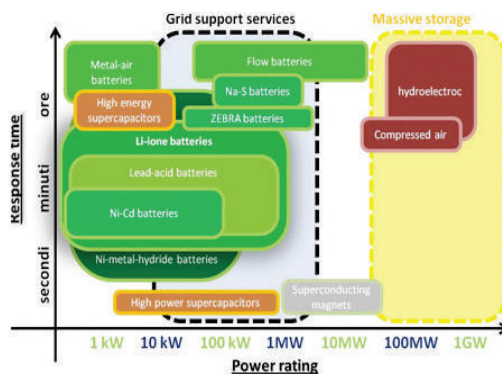 Grid support services
Massive storage
Metal-air
batteries
Flow batteries
Na-S batteries
hydroelectroc
High energy
supercapacitors
ZEBRA batteries
Compressed air
Li-ione batteries
Lead-acid batteries
Ni-Cd batteries
Ni-metal-hydride batteries
High power supercapacitors
Superconducting
magnets
Response time
ore
minuti
secondi
1 kW 10 kW 100 kW 1MW 10MW 100MW 1GW
Power rating